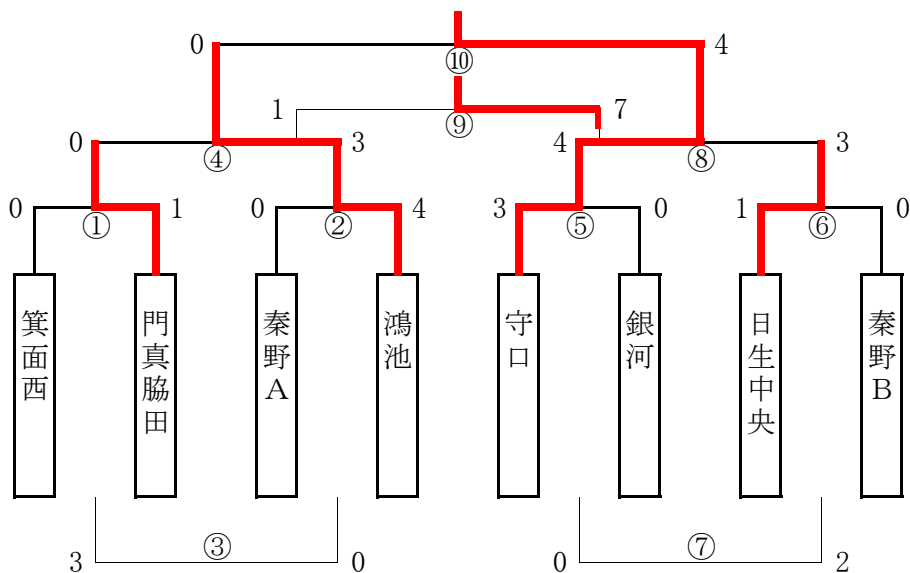 0 4
⑩
1 7
⑨
0 3 4 3
④ ⑧
0 1 0 4 3 0 1 0
① ② ⑤ ⑥
箕面西
門真脇田
秦野A
鴻池
守口
銀河
日生中央
秦野B
③ ⑦
3 0 0 2